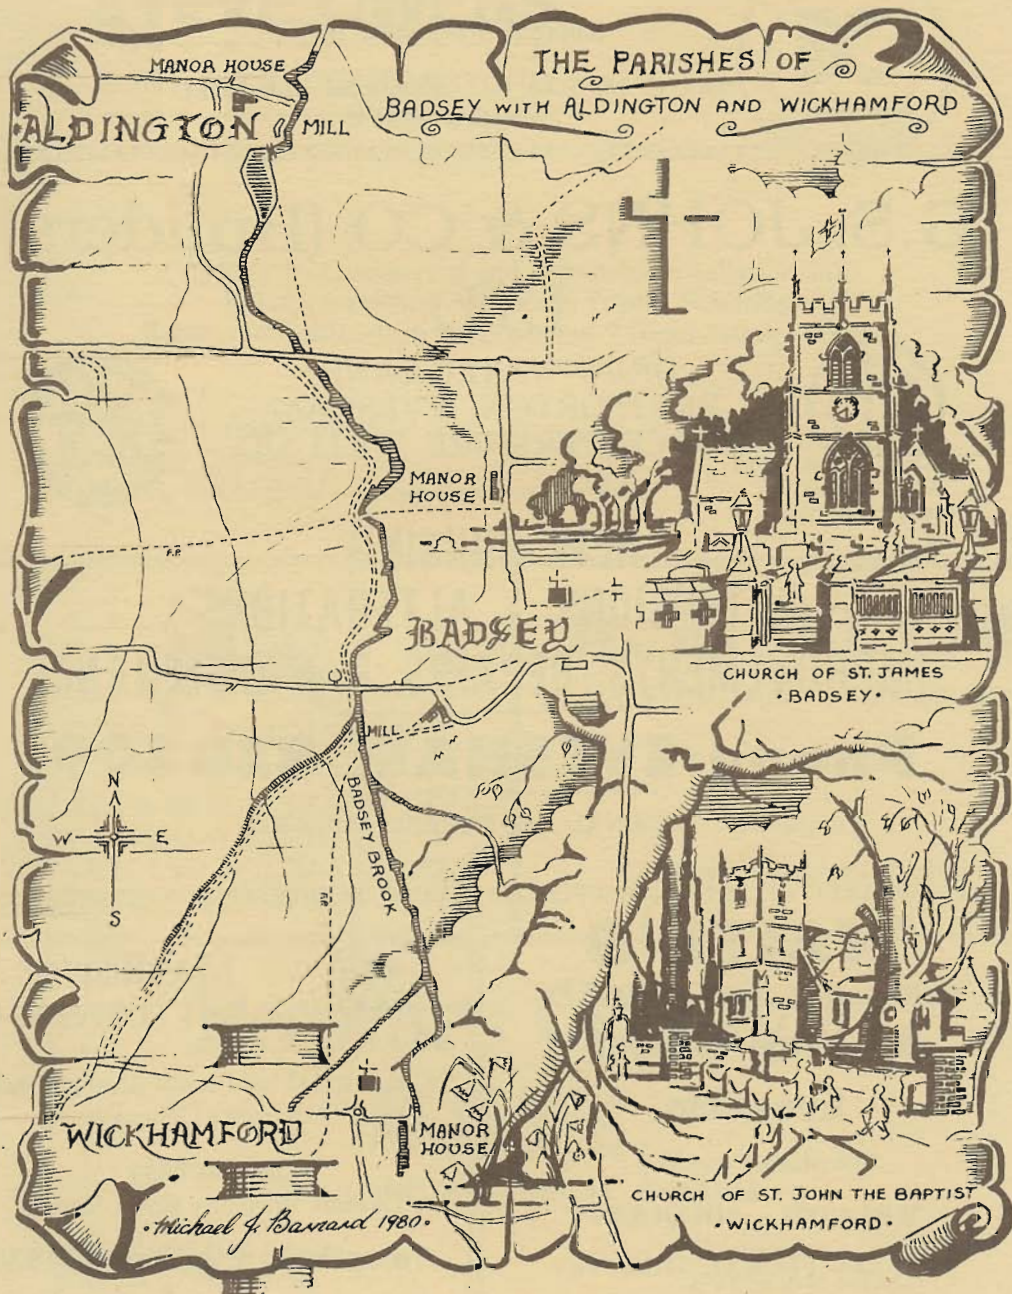 THE PARISHES OF
BADSEY WITH ALDINGTON AND WICKHAMFORD
MANOR HOUSE
ALDINGTON
MILL
MANOR
HOUSE
F.P.
BADSEY
CHURCH OF ST. JAMES
· BADSEY ·
MILL
BADSEY BROOK
N
W E
S
F.P.
WICKHAMFORD
MANOR
HOUSE
CHURCH OF ST. JOHN THE BAPTIST
· WICKHAMFORD ·
· Michael J. Barnard 1980 ·